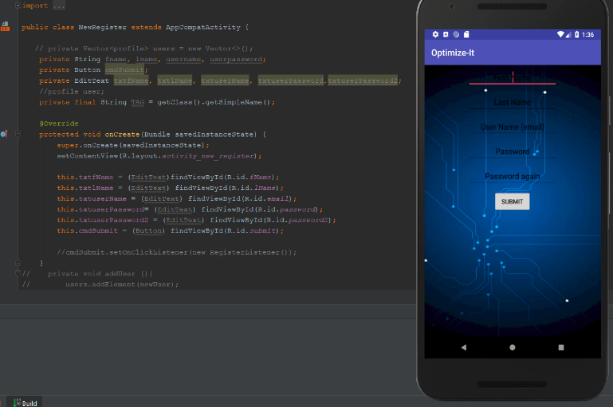 import ...
public class NewRegister extends AppCompatActivity {
// private Vector<profile> users = new Vector<>();
private String fname, lname, username, userpassword;
private Button cmdSubmit;
private EditText txtfName, txtlName, txtuserName, txtuserPassword,txtuserPassword2;
//profile user;
private final String TAG = getClass().getSimpleName();
@Override
protected void onCreate(Bundle savedInstanceState) {
super.onCreate(savedInstanceState);
setContentView(R.layout.activity_new_register);
this.txtfName = (EditText)findViewById(R.id.fName);
this.txtlName = (EditText) findViewById(R.id.lName);
this.txtuserName = (EditText) findViewById(R.id.email);
this.txtuserPassword= (EditText) findViewById(R.id.password);
this.txtuserPassword2 = (EditText) findViewById(R.id.password2);
this.cmdSubmit = (Button) findViewById(R.id.submit);
//cmdSubmit.setOnClickListener(new RegisterListener());
}
// private void addUser (){
// users.addElement(newUser);
Build
1:36
Optimize-It
Last Name
User Name (email)
Password
Password again
SUBMIT